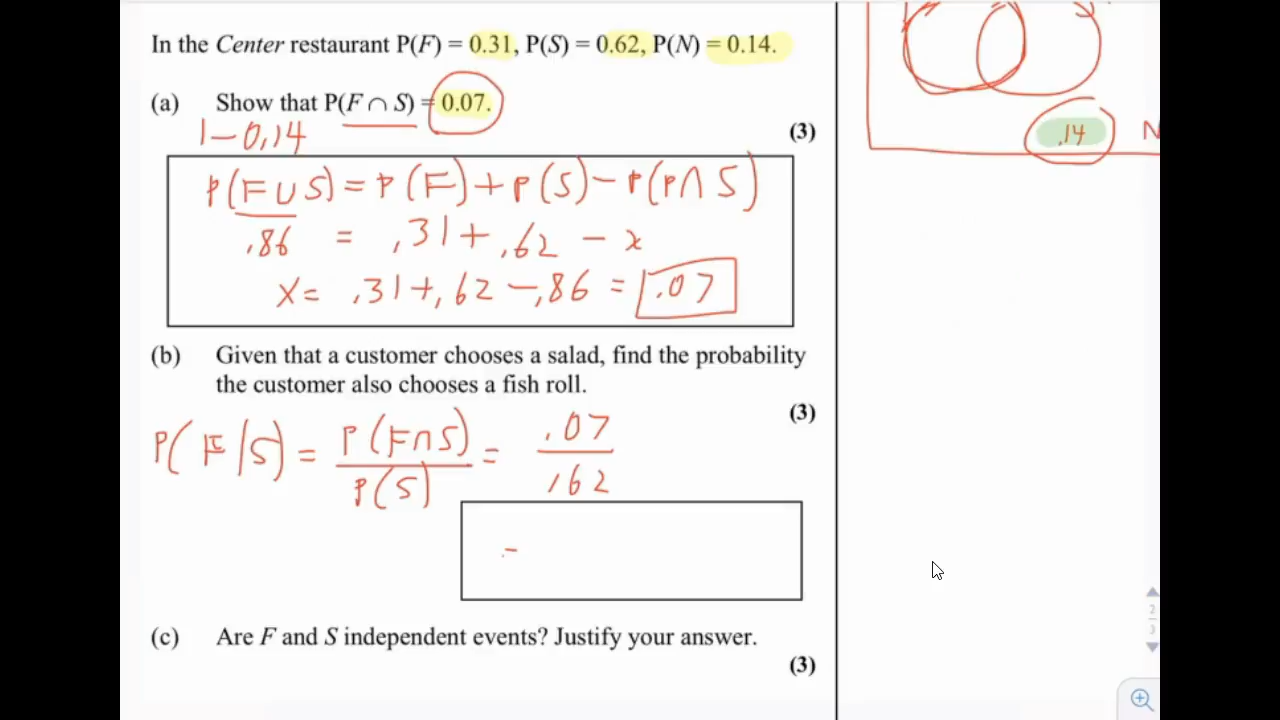 In the Center restaurant P(F) = 0.31, P(S) = 0.62, P(N) = 0.14.
(a) Show that P(F ∩ S) = 0.07.
(3)
1 - 0,14
P(F ∪ S) = P(F) + P(S) - P(P ∩ S)
.86 = .31 + .62 - x
x = .31 + .62 - .86 = .07
(b) Given that a customer chooses a salad, find the probability
the customer also chooses a fish roll.
(3)
P(F/S) = P(F ∩ S) = .07
P(S) .62
=
(c) Are F and S independent events? Justify your answer.
(3)
.14 N
2
3